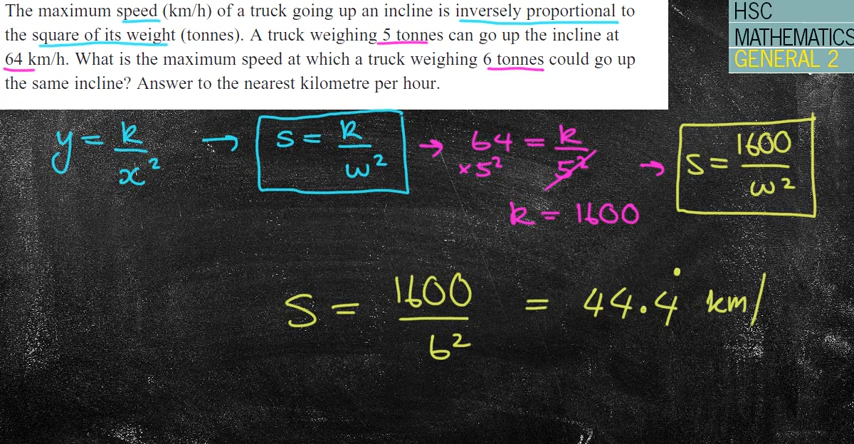 The maximum speed (km/h) of a truck going up an incline is inversely proportional to
the square of its weight (tonnes). A truck weighing 5 tonnes can go up the incline at
64 km/h. What is the maximum speed at which a truck weighing 6 tonnes could go up
the same incline? Answer to the nearest kilometre per hour.
HSC
MATHEMATICS
GENERAL 2
y = k/x² → s = k/w² → 64 = k/5² → s = 1600/w²
×5²
k = 1600
S = 1600/6² = 44.4̇ km/